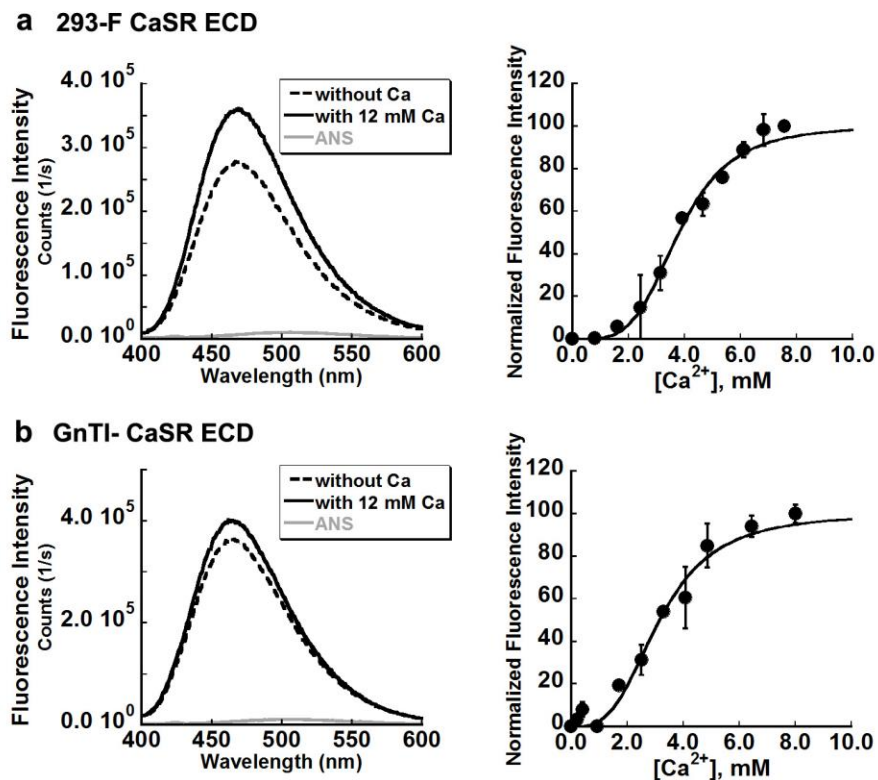 a 293-F CaSR ECD
Fluorescence Intensity
Counts (1/s)
4.0 10^5
3.0 10^5
2.0 10^5
1.0 10^5
0.0 10^0
without Ca
with 12 mM Ca
ANS
400 450 500 550 600
Wavelength (nm)
Normalized Fluorescence Intensity
120
100
80
60
40
20
0
0.0 2.0 4.0 6.0 8.0 10.0
[Ca^2+], mM
b GnTI- CaSR ECD
Fluorescence Intensity
Counts (1/s)
4.0 10^5
2.0 10^5
0.0 10^0
without Ca
with 12 mM Ca
ANS
400 450 500 550 600
Wavelength (nm)
Normalized Fluorescence Intensity
120
100
80
60
40
20
0
0.0 2.0 4.0 6.0 8.0 10.0
[Ca^2+], mM